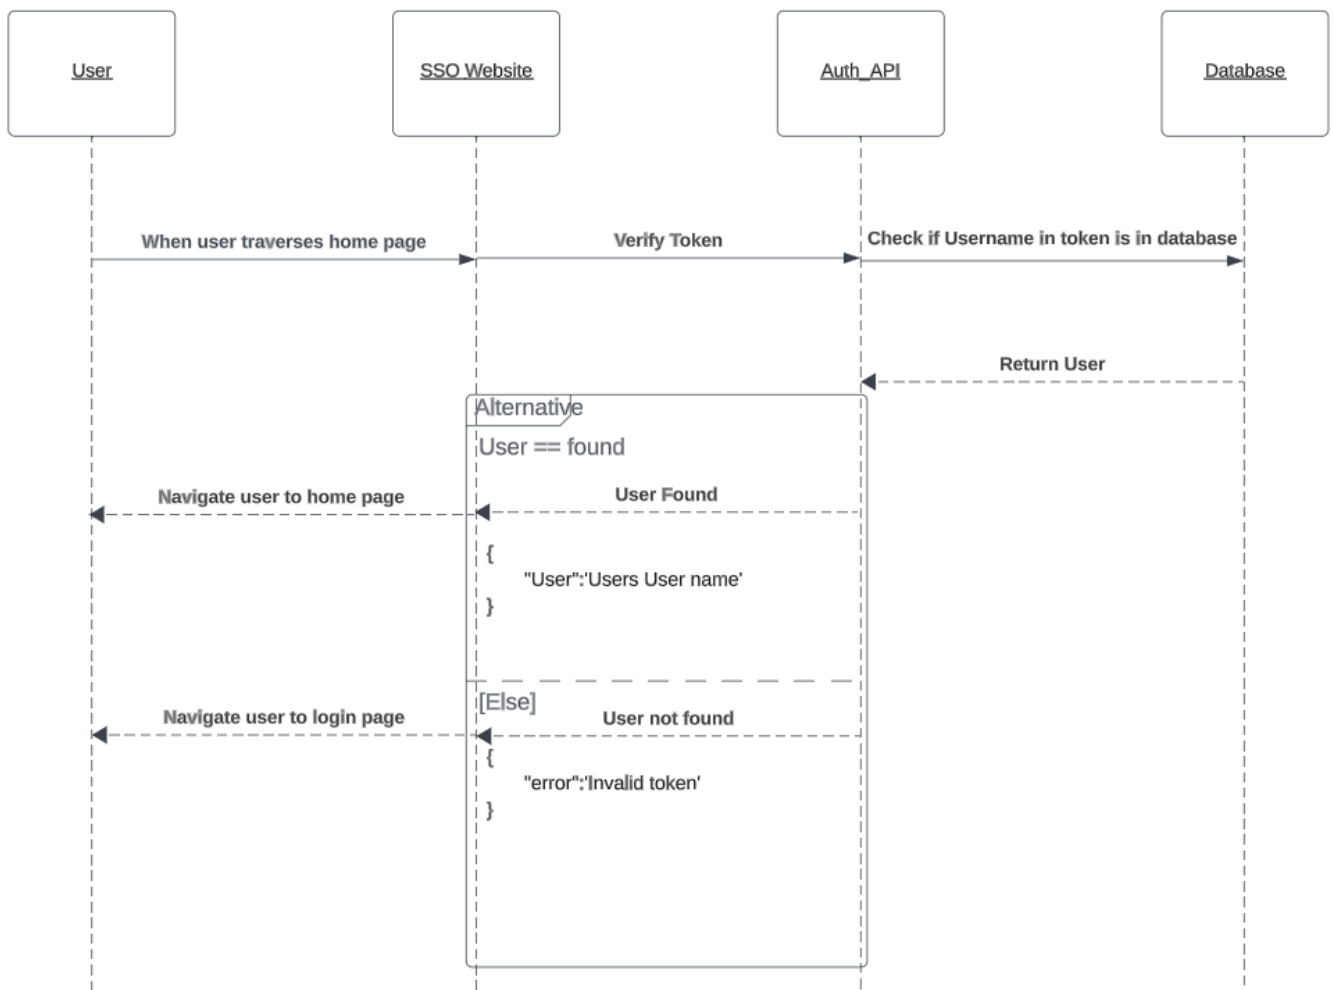 User
SSO Website
Auth_API
Database
When user traverses home page
Verify Token
Check if Username in token is in database
Return User
Alternative
User == found
Navigate user to home page
User Found
{
"User":'Users User name'
}
[Else]
Navigate user to login page
User not found
{
"error":'Invalid token'
}